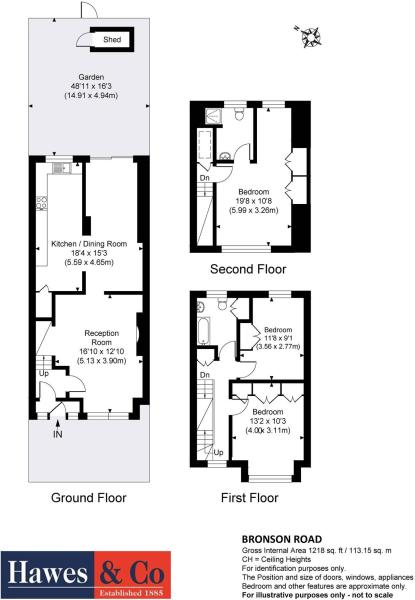 Shed
Garden
48'11 x 16'3
(14.91 x 4.94m)
Kitchen / Dining Room
18'4 x 15'3
(5.59 x 4.65m)
Reception
Room
16'10 x 12'10
(5.13 x 3.90m)
Up
IN
Ground Floor
Dn
Bedroom
19'8 x 10'8
(5.99 x 3.26m)
Second Floor
Bedroom
11'8 x 9'1
(3.56 x 2.77m)
Dn
Bedroom
13'2 x 10'3
(4.00x 3.11m)
Up
First Floor
Hawes & Co
Established 1885
BRONSON ROAD
Gross Internal Area 1218 sq. ft / 113.15 sq. m
CH = Ceiling Heights
For identification purposes only.
The Position and size of doors, windows, appliances
Bedroom and other features are approximate only.
For illustrative purposes only - not to scale